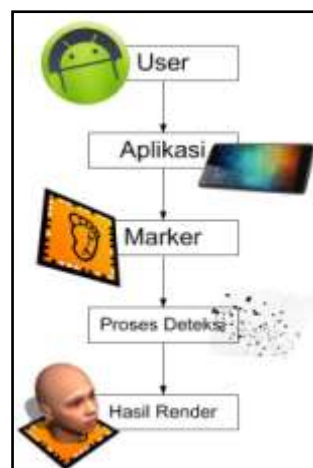 User
Aplikasi
Marker
Proses Deteksi
Hasil Render